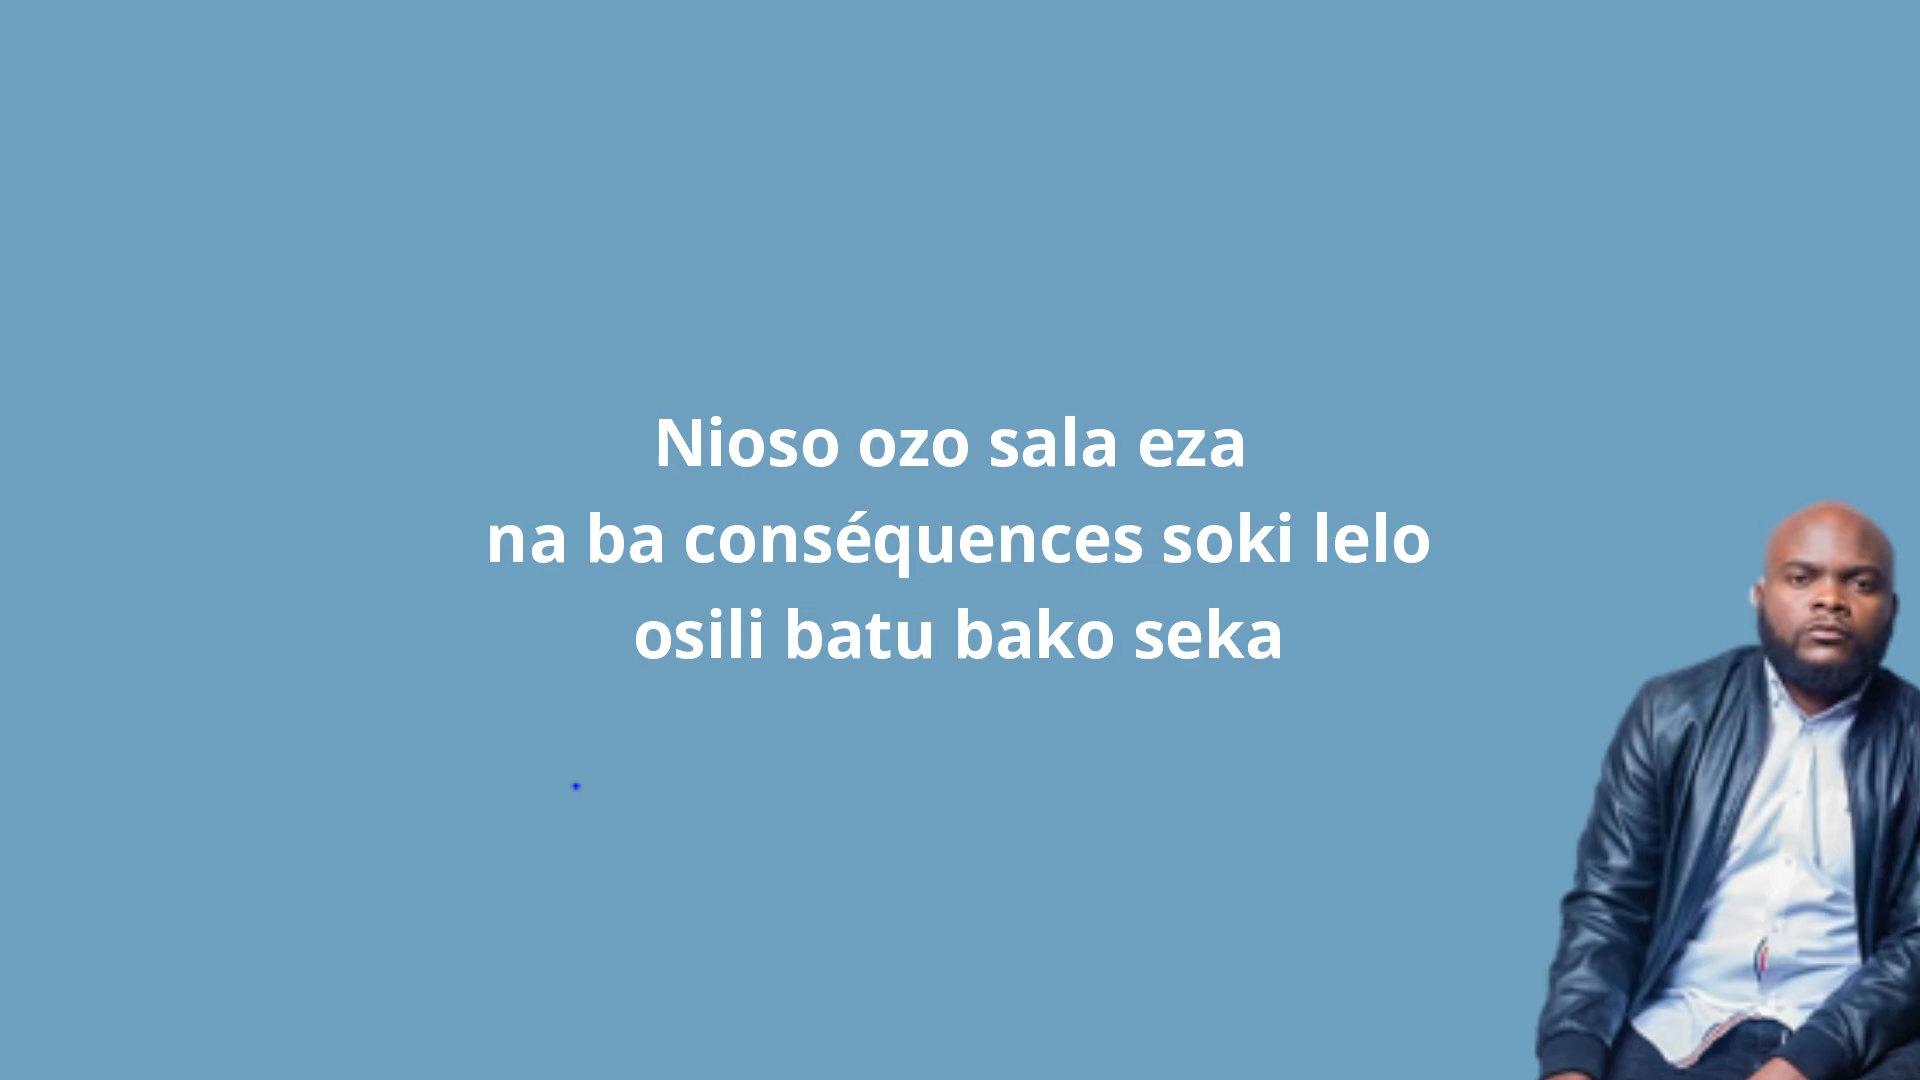 Nioso ozo sala eza
na ba conséquences soki lelo
osili batu bako seka